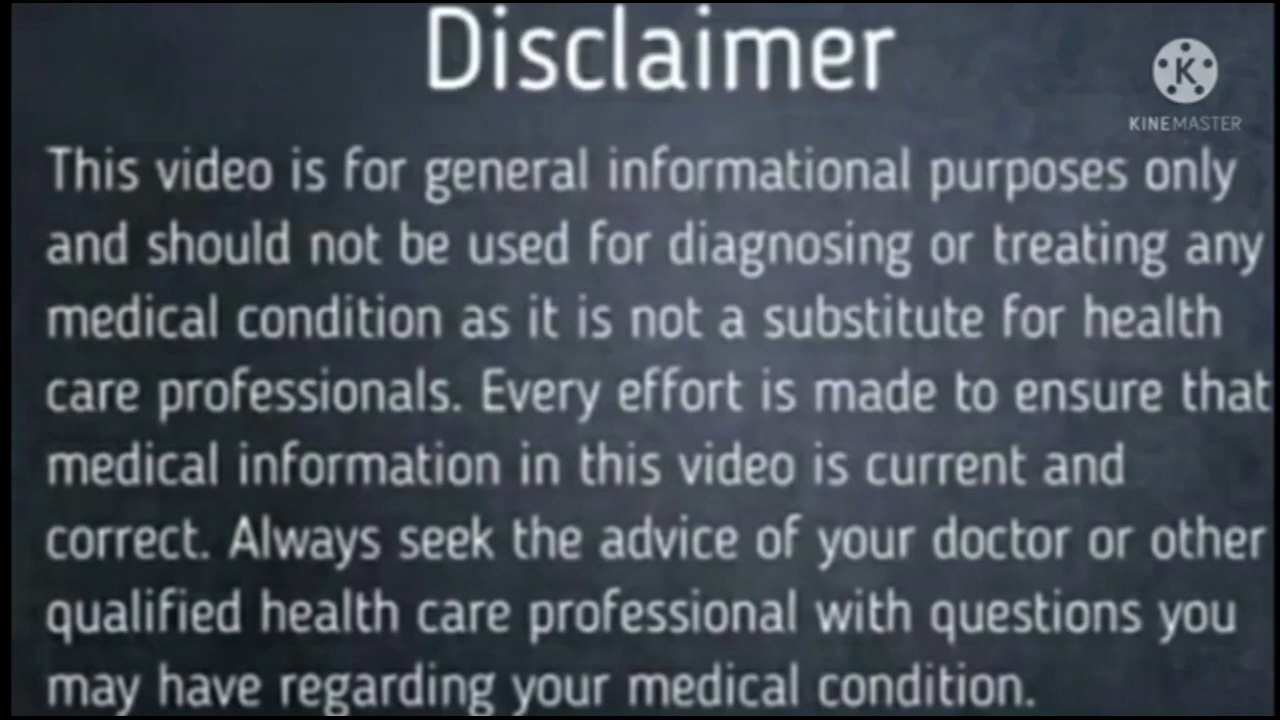 Disclaimer
K
KINEMASTER
This video is for general informational purposes only
and should not be used for diagnosing or treating any
medical condition as it is not a substitute for health
care professionals. Every effort is made to ensure that
medical information in this video is current and
correct. Always seek the advice of your doctor or other
qualified health care professional with questions you
may have regarding your medical condition.